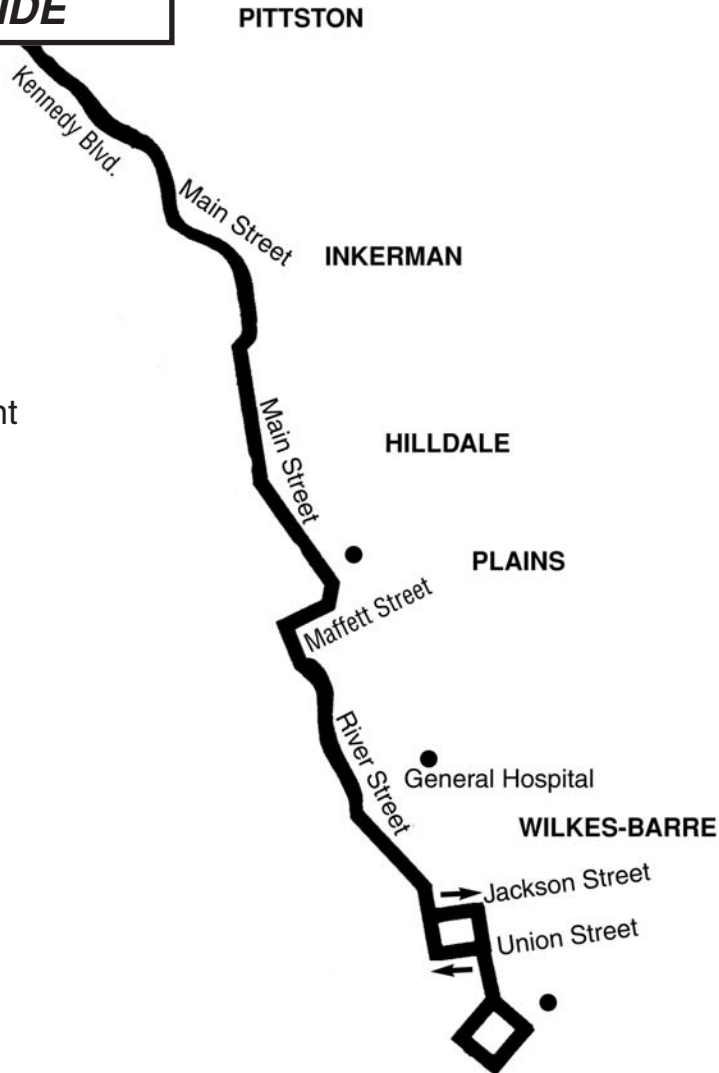 IDE
PITTSTON
Kennedy Blvd.
Main Street
INKERMAN
nt
Main Street
HILLDALE
PLAINS
Maffett Street
River Street
General Hospital
WILKES-BARRE
Jackson Street
Union Street